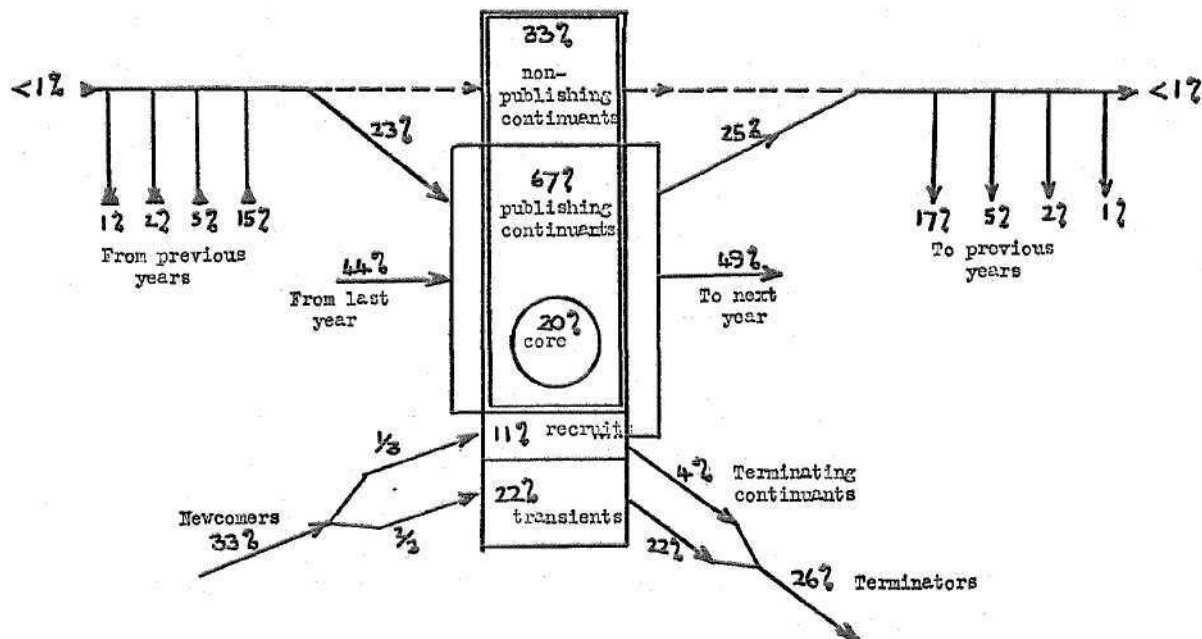 33%
non-
publishing
continuants
<1%
<1%
23%
25%
67%
publishing
continuants
1% 2% 5% 15%
From previous
years
17% 5% 2% 1%
To previous
years
44%
From last
year
49%
To next
year
20%
core
1/3
11% recruits
4% Terminating
continuants
Newcomers
33%
2/3
22%
transients
22%
26% Terminators